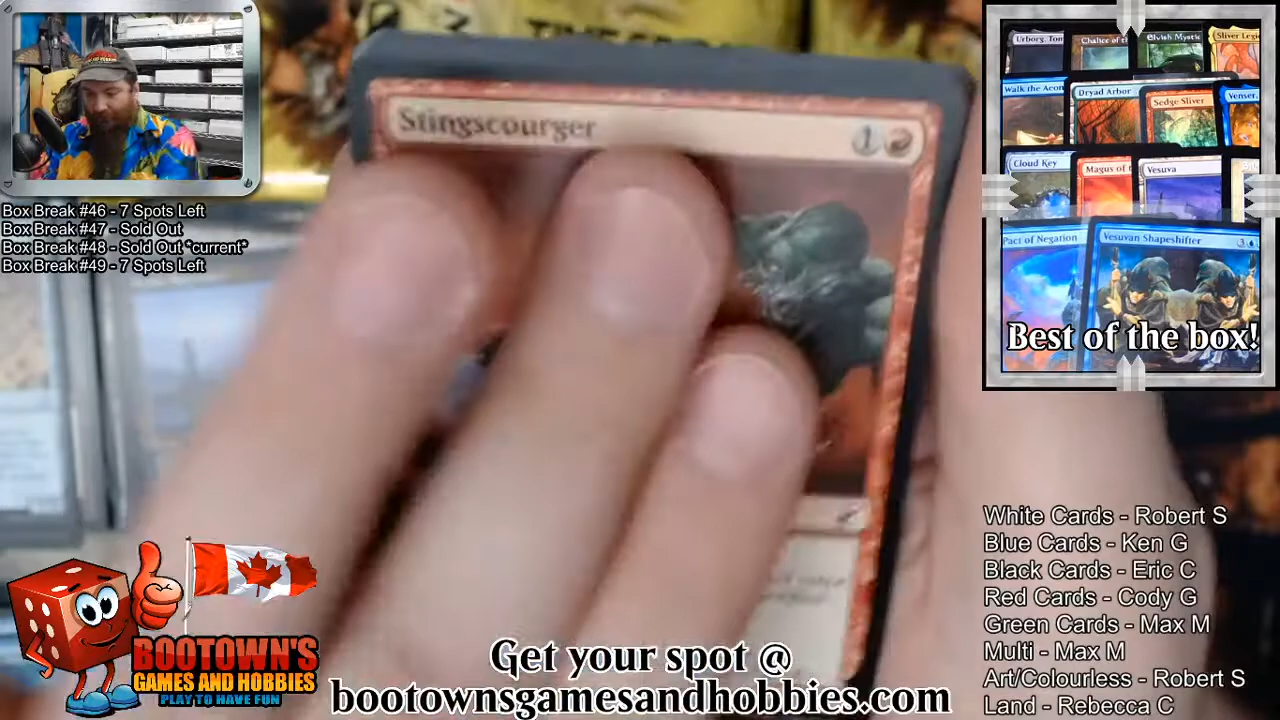 Stingscourger
1
Box Break #46 - 7 Spots Left
Box Break #47 - Sold Out
Box Break #48 - Sold Out *current*
Box Break #49 - 7 Spots Left
Urborg, Tom
Chalice of th
Elvish Mystic
Sliver Legi
Walk the Aeon
Dryad Arbor
Sedge Sliver
Venser,
Cloud Key
Magus of t
Vesuva
Pact of Negation
Vesuvan Shapeshifter
3
Best of the box!
White Cards - Robert S
Blue Cards - Ken G
Black Cards - Eric C
Red Cards - Cody G
Green Cards - Max M
Multi - Max M
Art/Colourless - Robert S
Land - Rebecca C
BOOTOWN'S
GAMES AND HOBBIES
PLAY TO HAVE FUN
Get your spot @
bootownsgamesandhobbies.com